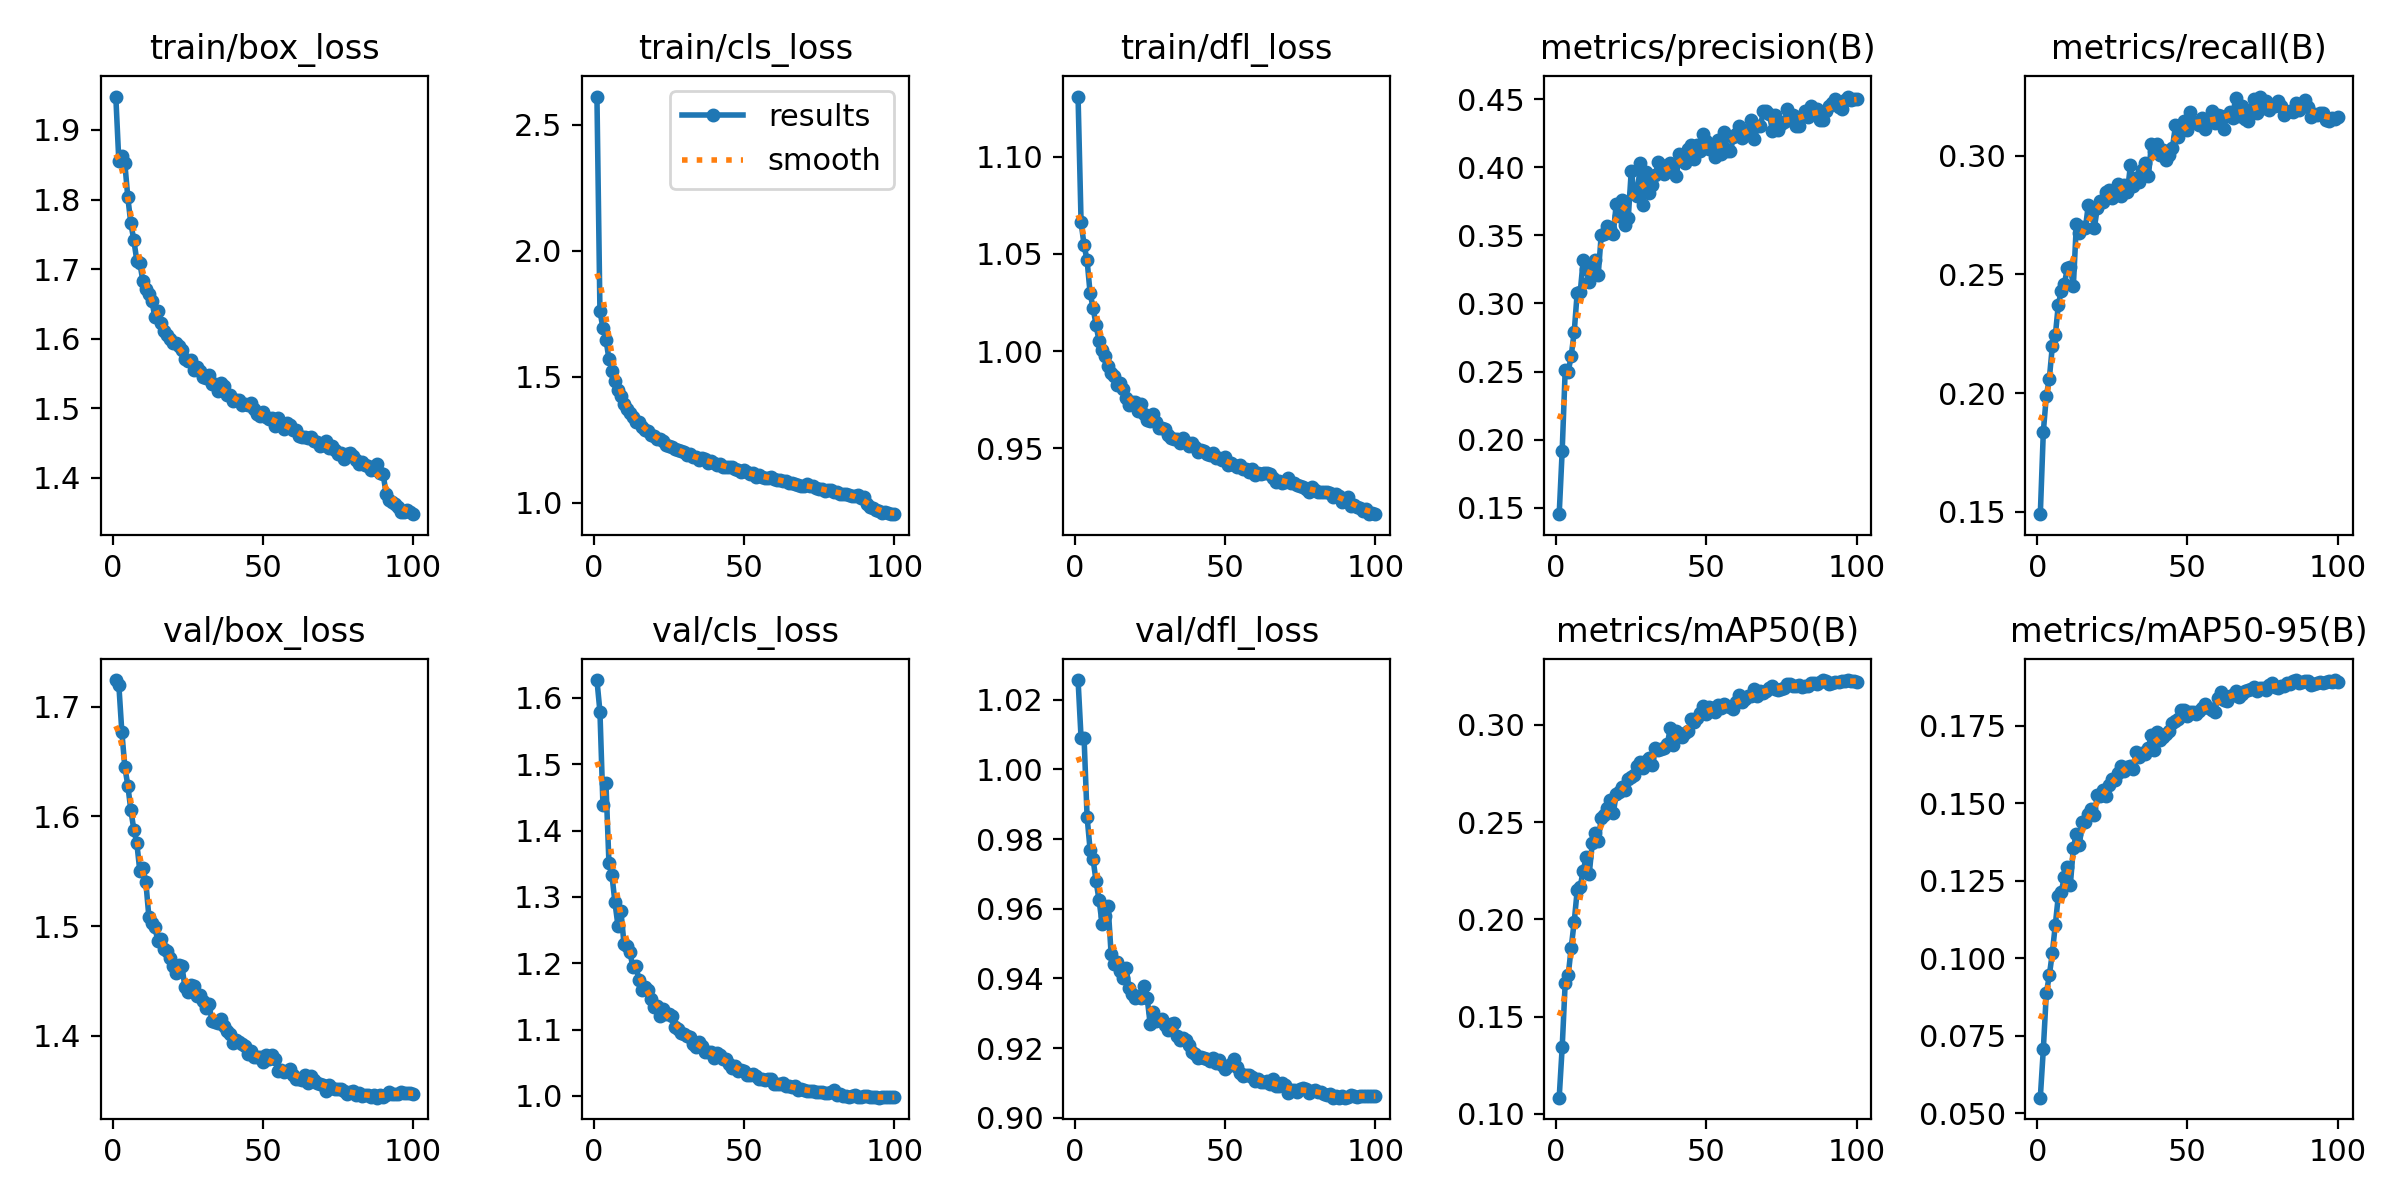 train/box_loss
1.9
1.8
1.7
1.6
1.5
1.4
0 50 100
train/cls_loss
results
smooth
2.5
2.0
1.5
1.0
0 50 100
train/dfl_loss
1.10
1.05
1.00
0.95
0 50 100
metrics/precision(B)
0.45
0.40
0.35
0.30
0.25
0.20
0.15
0 50 100
metrics/recall(B)
0.30
0.25
0.20
0.15
0 50 100
val/box_loss
1.7
1.6
1.5
1.4
0 50 100
val/cls_loss
1.6
1.5
1.4
1.3
1.2
1.1
1.0
0 50 100
val/dfl_loss
1.02
1.00
0.98
0.96
0.94
0.92
0.90
0 50 100
metrics/mAP50(B)
0.30
0.25
0.20
0.15
0.10
0 50 100
metrics/mAP50-95(B)
0.175
0.150
0.125
0.100
0.075
0.050
0 50 100